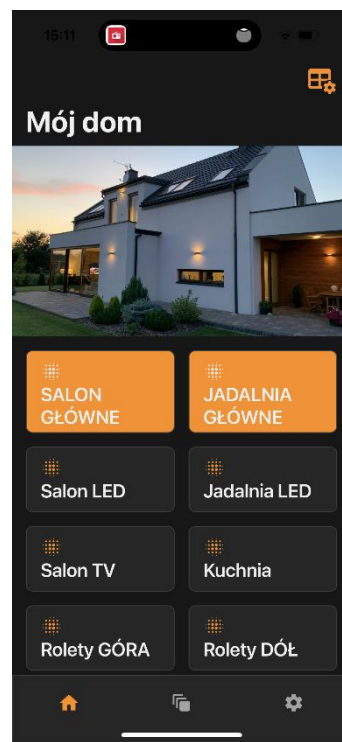 15:11
Mój dom
SALON
GŁÓWNE
JADALNIA
GŁÓWNE
Salon LED
Jadalnia LED
Salon TV
Kuchnia
Rolety GÓRA
Rolety DÓŁ